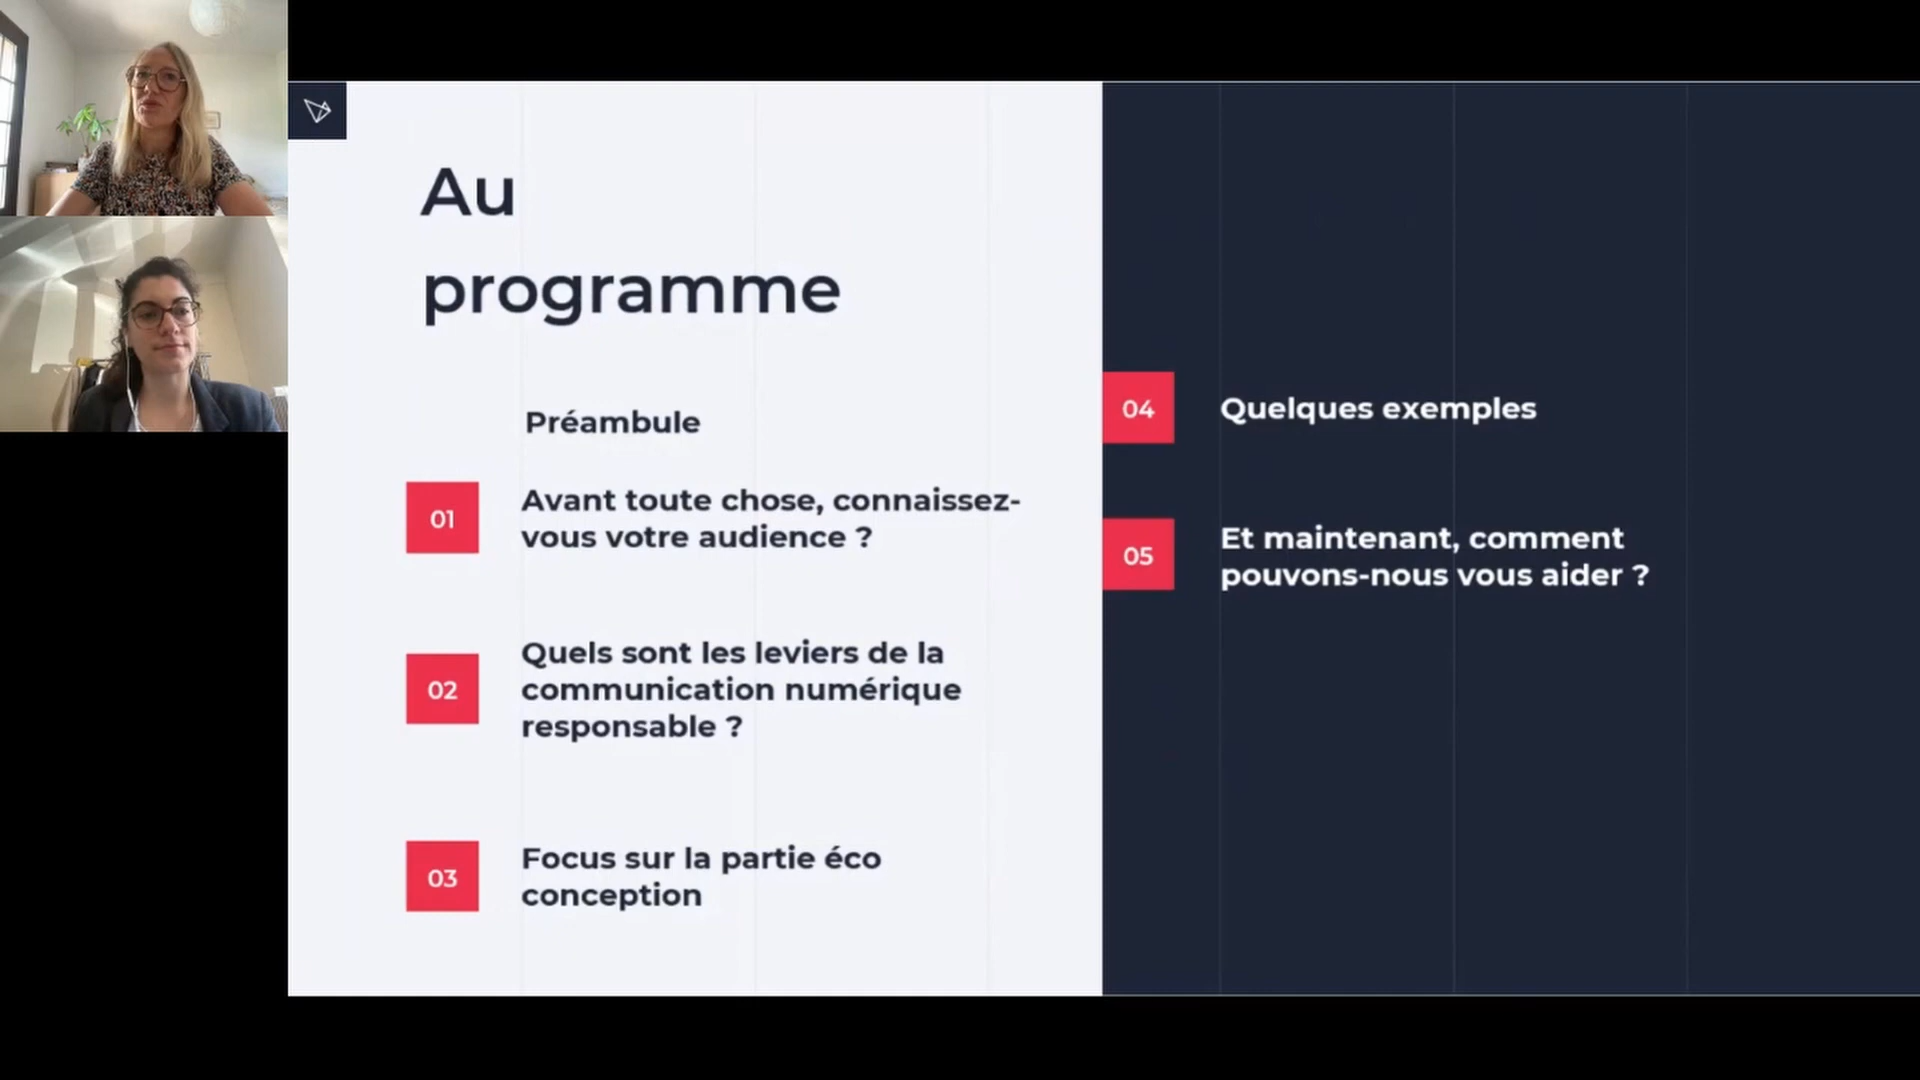 Au
programme
Préambule
01
Avant toute chose, connaissez-
vous votre audience ?
02
Quels sont les leviers de la
communication numérique
responsable ?
03
Focus sur la partie éco
conception
04
Quelques exemples
05
Et maintenant, comment
pouvons-nous vous aider ?